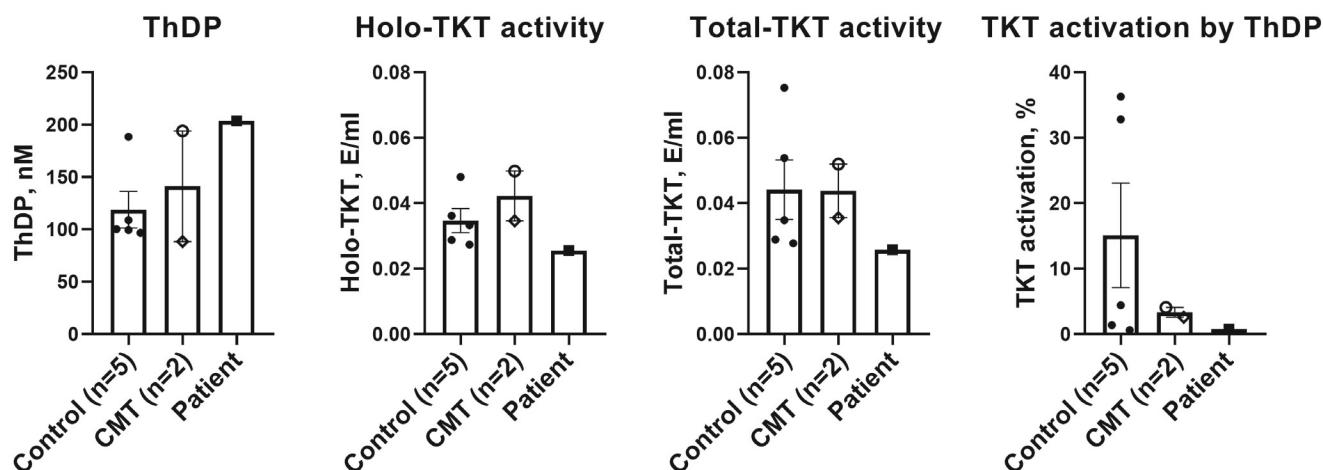 ThDP
ThDP, nM
250
200
150
100
50
0
Control (n=5)
CMT (n=2)
Patient
Holo-TKT activity
Holo-TKT, E/ml
0.08
0.06
0.04
0.02
0.00
Control (n=5)
CMT (n=2)
Patient
Total-TKT activity
Total-TKT, E/ml
0.08
0.06
0.04
0.02
0.00
Control (n=5)
CMT (n=2)
Patient
TKT activation by ThDP
TKT activation, %
40
30
20
10
0
Control (n=5)
CMT (n=2)
Patient